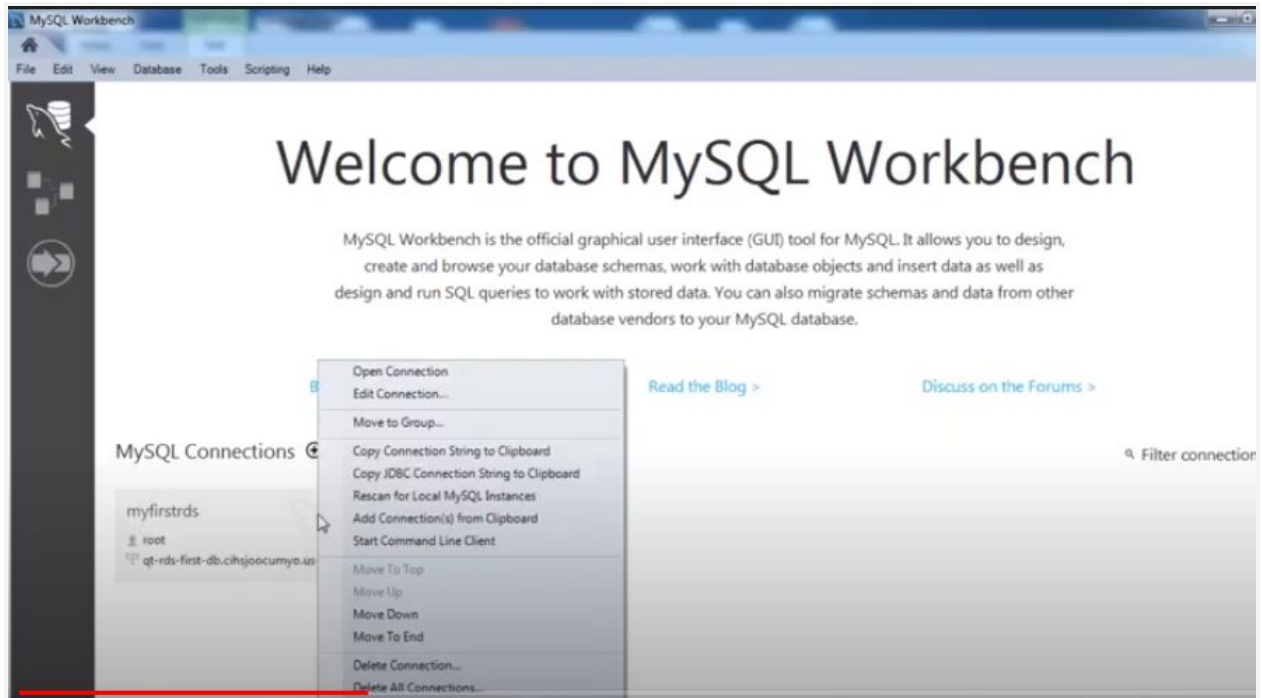 MySQL Workbench
File Edit View Database Tools Scripting Help
Welcome to MySQL Workbench
MySQL Workbench is the official graphical user interface (GUI) tool for MySQL. It allows you to design,
create and browse your database schemas, work with database objects and insert data as well as
design and run SQL queries to work with stored data. You can also migrate schemas and data from other
database vendors to your MySQL database.
B
Read the Blog >
Discuss on the Forums >
MySQL Connections
Filter connection
myfirstrds
root
qt-rds-first-db.cihsjoocumyo.us-
Open Connection
Edit Connection...
Move to Group...
Copy Connection String to Clipboard
Copy JDBC Connection String to Clipboard
Rescan for Local MySQL Instances
Add Connection(s) from Clipboard
Start Command Line Client
Move To Top
Move Up
Move Down
Move To End
Delete Connection...
Delete All Connections...